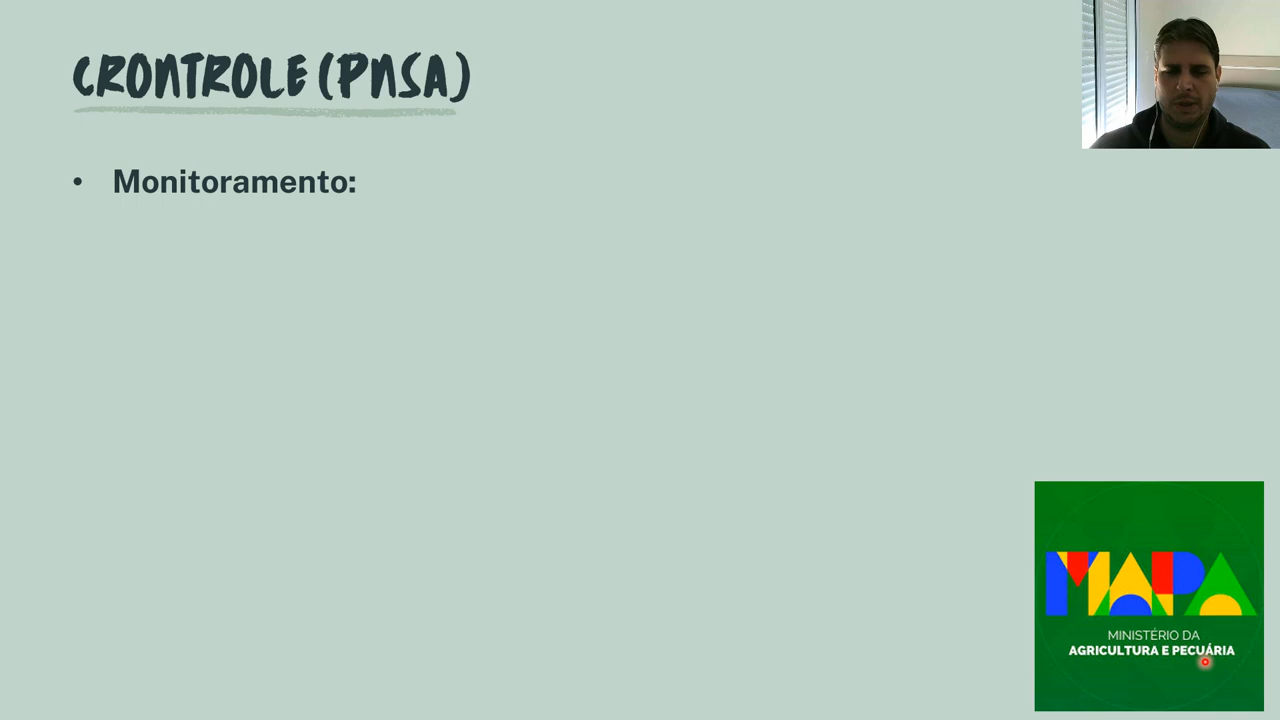 CRONTROLE (PNSA)
• Monitoramento:
MAPA
MINISTÉRIO DA
AGRICULTURA E PECUÁRIA